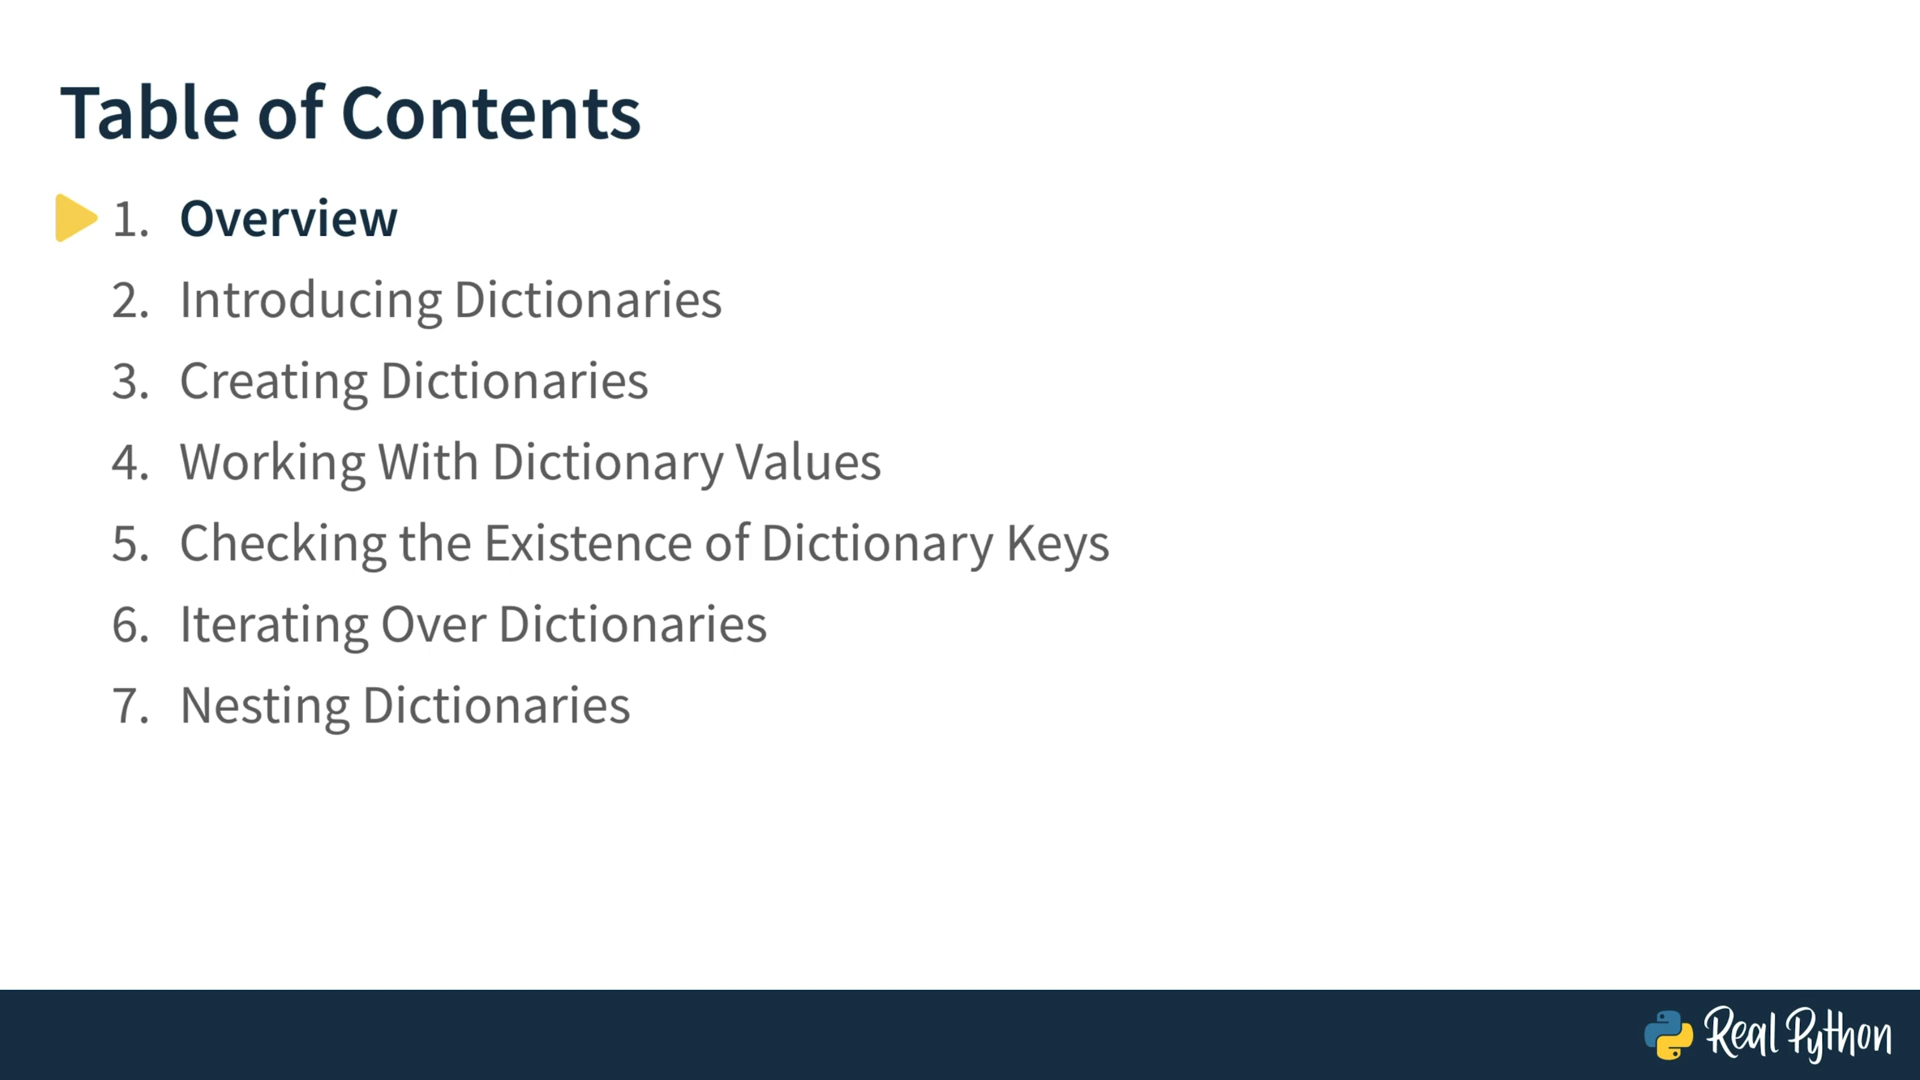 Table of Contents
1. Overview
2. Introducing Dictionaries
3. Creating Dictionaries
4. Working With Dictionary Values
5. Checking the Existence of Dictionary Keys
6. Iterating Over Dictionaries
7. Nesting Dictionaries
Real Python